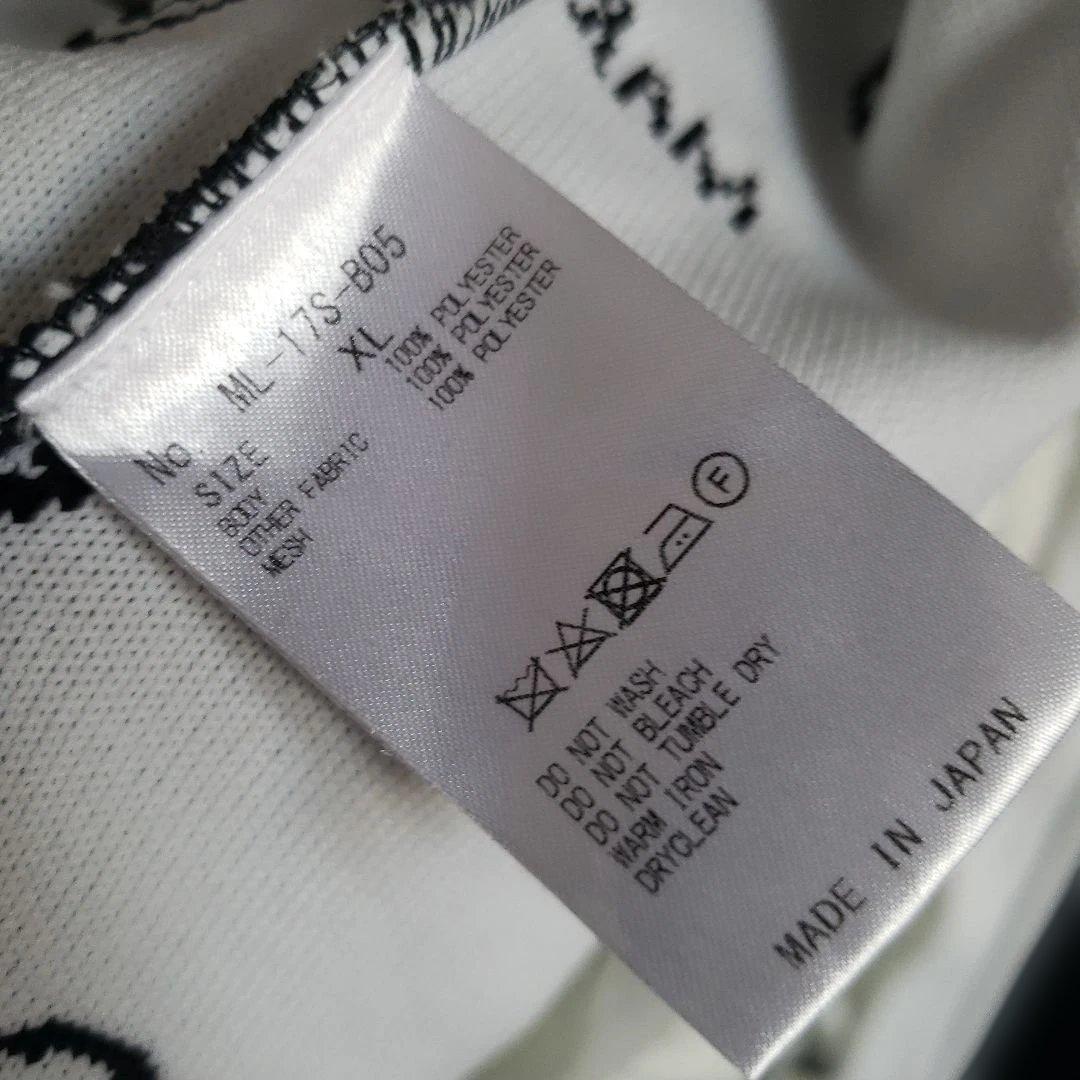 No ML-17S-B05
SIZE XL
BODY 100% POLYESTER
OTHER FABRIC 100% POLYESTER
MESH 100% POLYESTER
F
DO NOT WASH
DO NOT BLEACH
DO NOT TUMBLE DRY
WARM IRON
DRYCLEAN
MADE IN JAPAN